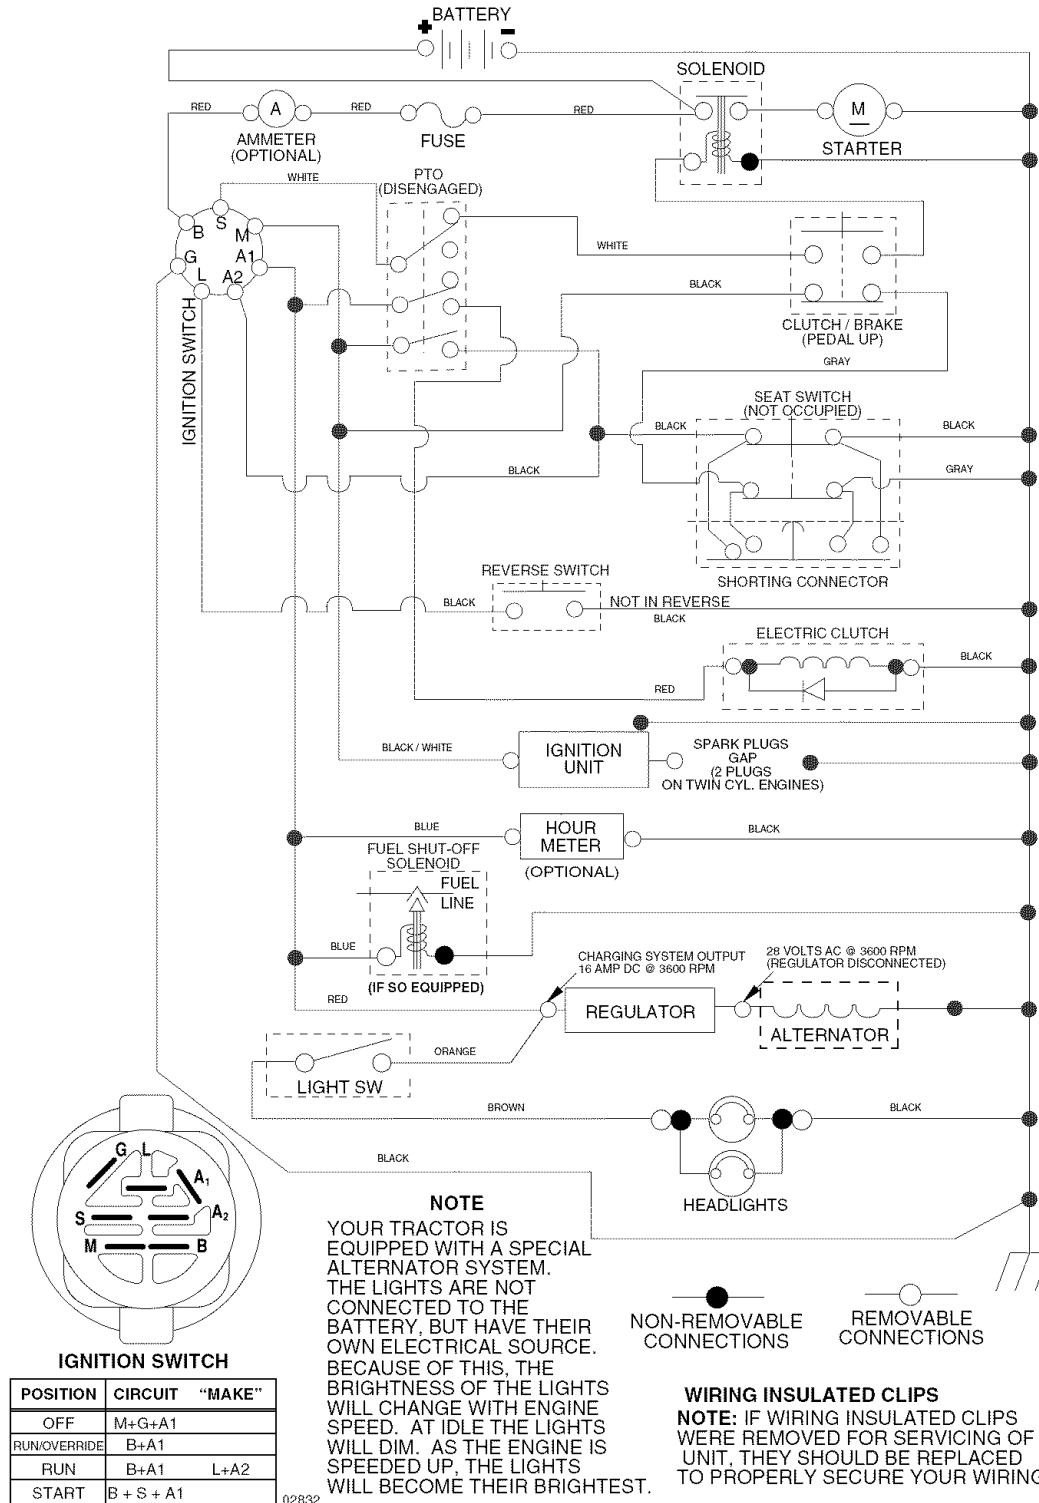 BATTERY
SOLENOID
RED
A
RED
RED
M
AMMETER
(OPTIONAL)
FUSE
STARTER
WHITE
PTO
(DISENGAGED)
S
B
M
G
A1
L
A2
IGNITION SWITCH
WHITE
BLACK
CLUTCH / BRAKE
(PEDAL UP)
GRAY
SEAT SWITCH
(NOT OCCUPIED)
BLACK
BLACK
BLACK
GRAY
SHORTING CONNECTOR
REVERSE SWITCH
BLACK
NOT IN REVERSE
BLACK
ELECTRIC CLUTCH
BLACK
RED
BLACK / WHITE
IGNITION
UNIT
SPARK PLUGS
GAP
(2 PLUGS
ON TWIN CYL. ENGINES)
BLUE
HOUR
METER
BLACK
(OPTIONAL)
FUEL SHUT-OFF
SOLENOID
FUEL
LINE
BLUE
(IF SO EQUIPPED)
CHARGING SYSTEM OUTPUT
16 AMP DC @ 3600 RPM
28 VOLTS AC @ 3600 RPM
(REGULATOR DISCONNECTED)
RED
REGULATOR
ALTERNATOR
ORANGE
LIGHT SW
BROWN
BLACK
BLACK
HEADLIGHTS
G L
A1
S
A2
M
B
IGNITION SWITCH
POSITION CIRCUIT "MAKE"
OFF M+G+A1
RUN/OVERRIDE B+A1
RUN B+A1 L+A2
START B + S + A1
02832
NOTE
YOUR TRACTOR IS
EQUIPPED WITH A SPECIAL
ALTERNATOR SYSTEM.
THE LIGHTS ARE NOT
CONNECTED TO THE
BATTERY, BUT HAVE THEIR
OWN ELECTRICAL SOURCE.
BECAUSE OF THIS, THE
BRIGHTNESS OF THE LIGHTS
WILL CHANGE WITH ENGINE
SPEED. AT IDLE THE LIGHTS
WILL DIM. AS THE ENGINE IS
SPEEDED UP, THE LIGHTS
WILL BECOME THEIR BRIGHTEST.
NON-REMOVABLE
CONNECTIONS
REMOVABLE
CONNECTIONS
WIRING INSULATED CLIPS
NOTE: IF WIRING INSULATED CLIPS
WERE REMOVED FOR SERVICING OF
UNIT, THEY SHOULD BE REPLACED
TO PROPERLY SECURE YOUR WIRING